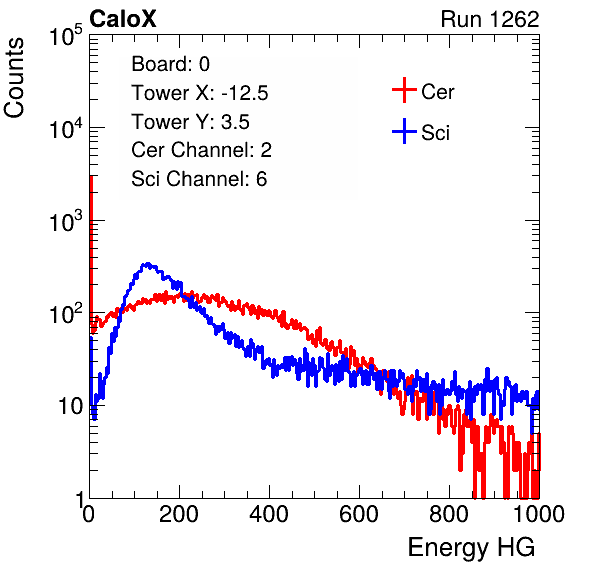 CaloX Run 1262
Counts
Board: 0
Tower X: -12.5
Tower Y: 3.5
Cer Channel: 2
Sci Channel: 6
Cer
Sci
10^5
10^4
10^3
10^2
10
1
0 200 400 600 800 1000
Energy HG